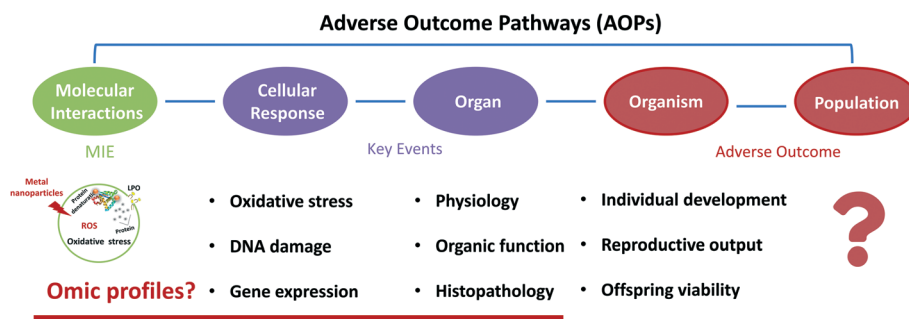 Adverse Outcome Pathways (AOPs)
Molecular
Interactions
Cellular
Response
Organ
Organism
Population
MIE
Key Events
Adverse Outcome
Metal
nanoparticles
Protein
denaturation
LPO
Protein
ROS
Oxidative stress
• Oxidative stress
• DNA damage
• Gene expression
• Physiology
• Organic function
• Histopathology
• Individual development
• Reproductive output
• Offspring viability
?
Omic profiles?